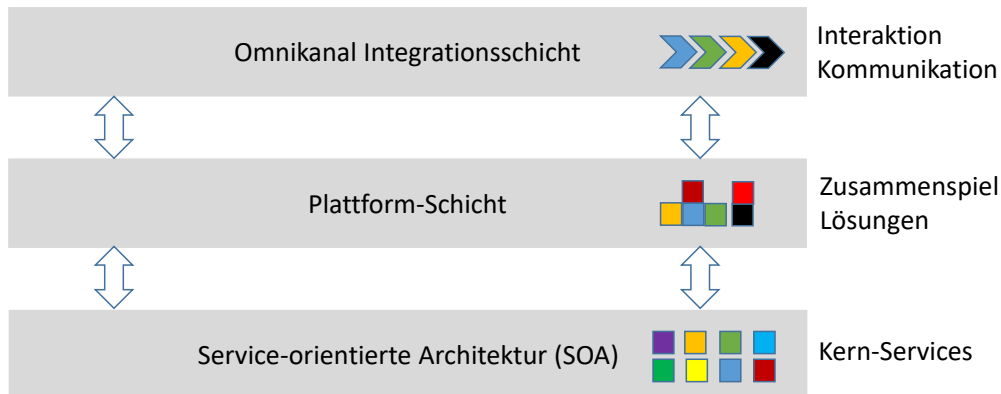 Omnikanal Integrationsschicht
Interaktion
Kommunikation
Plattform-Schicht
Zusammenspiel
Lösungen
Service-orientierte Architektur (SOA)
Kern-Services